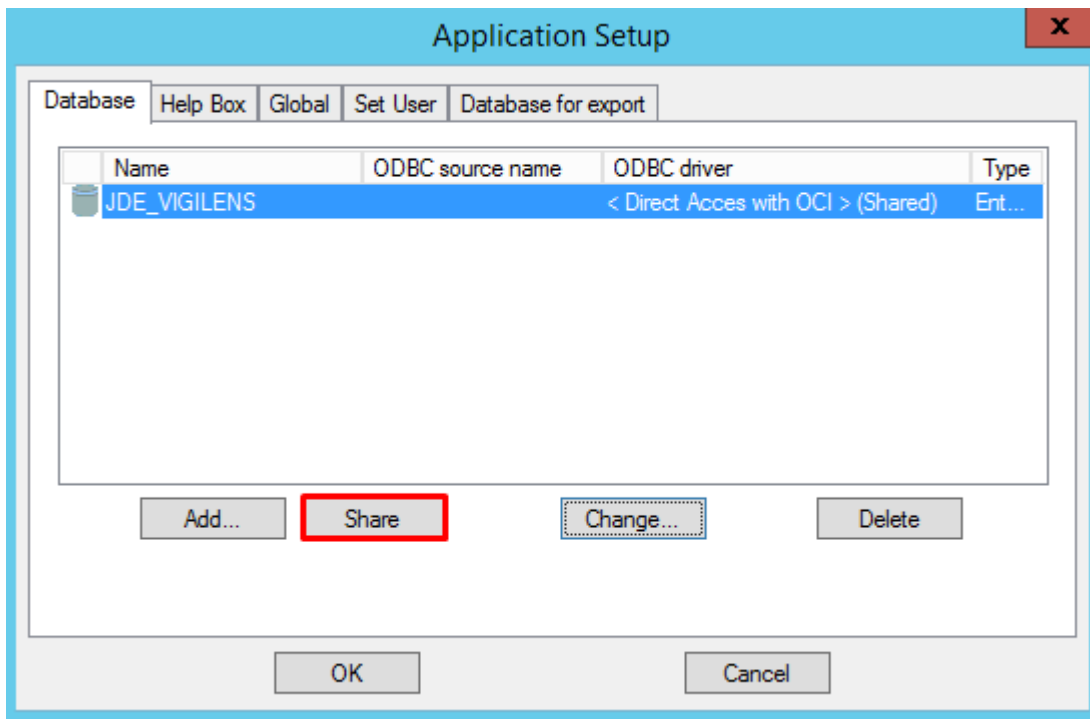 Application Setup
x
Database Help Box Global Set User Database for export
Name ODBC source name ODBC driver Type
JDE_VIGILENS < Direct Acces with OCI > (Shared) Ent...
Add... Share Change... Delete
OK Cancel